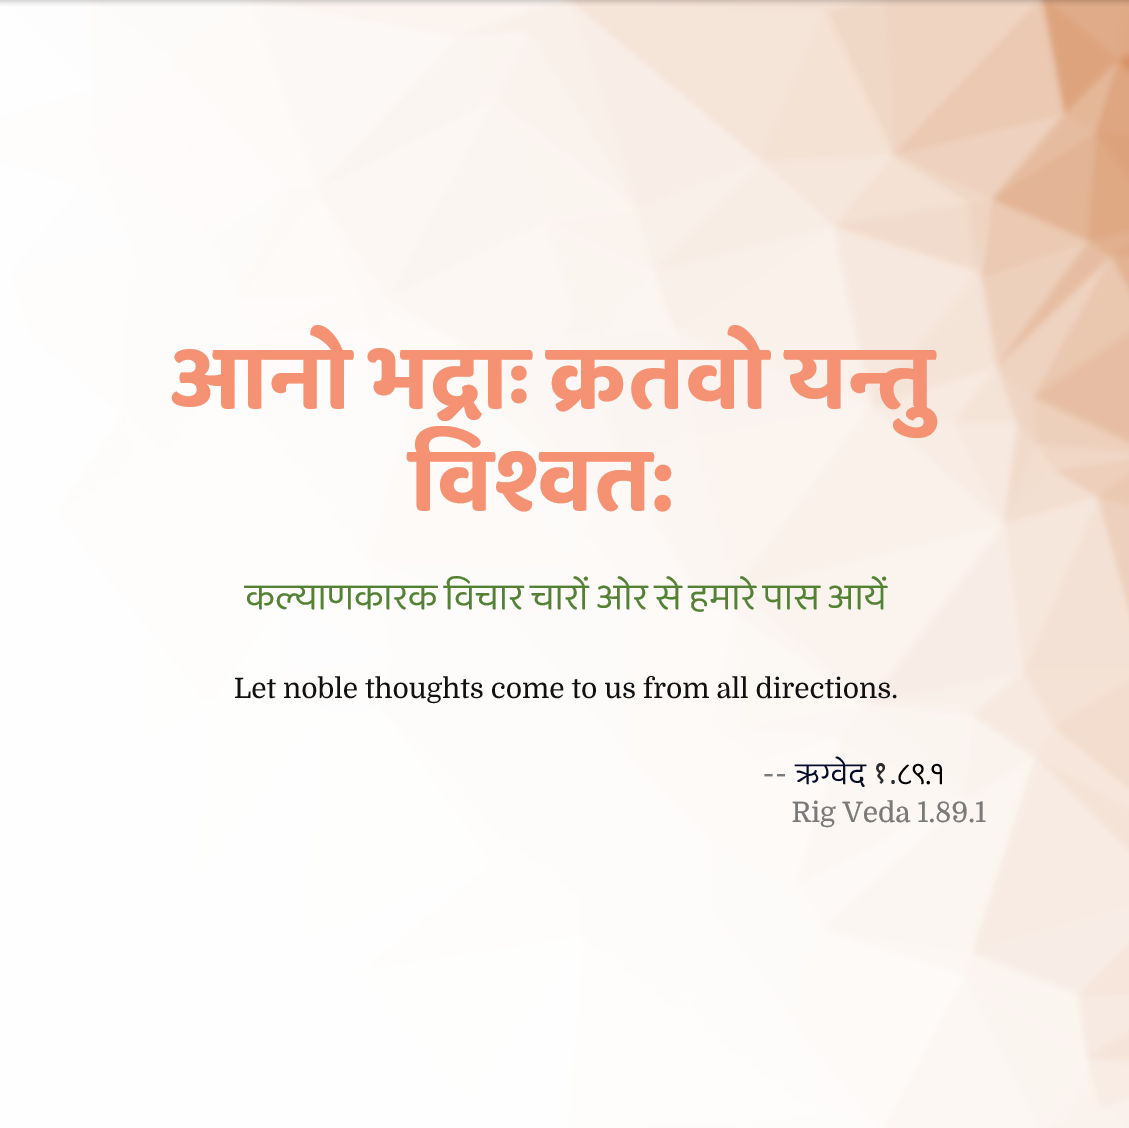 आनो भद्राः क्रतवो यन्तु
विश्वतः
कल्याणकारक विचार चारों ओर से हमारे पास आयें
Let noble thoughts come to us from all directions.
-- ऋग्वेद १.८९.१
Rig Veda 1.89.1